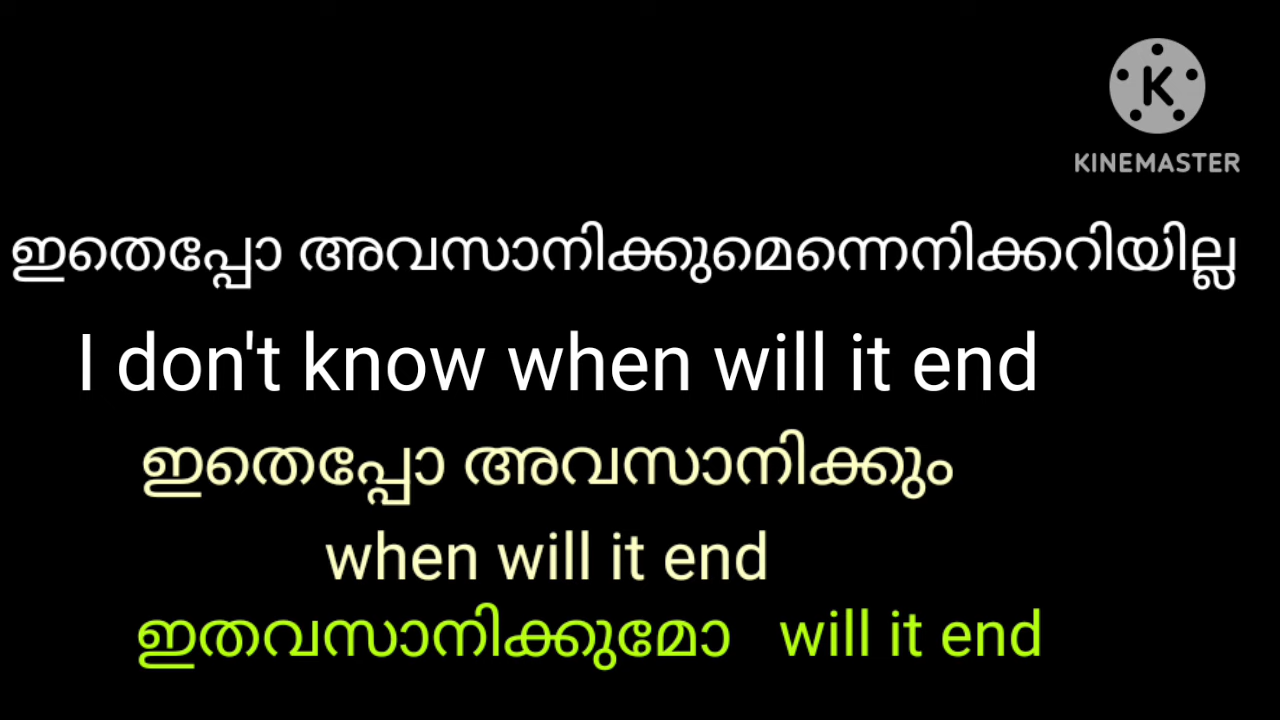 KINEMASTER
ഇതെപ്പോ അവസാനിക്കുമെന്നെനിക്കറിയില്ല
I don't know when will it end
ഇതെപ്പോ അവസാനിക്കും
when will it end
ഇതവസാനിക്കുമോ will it end